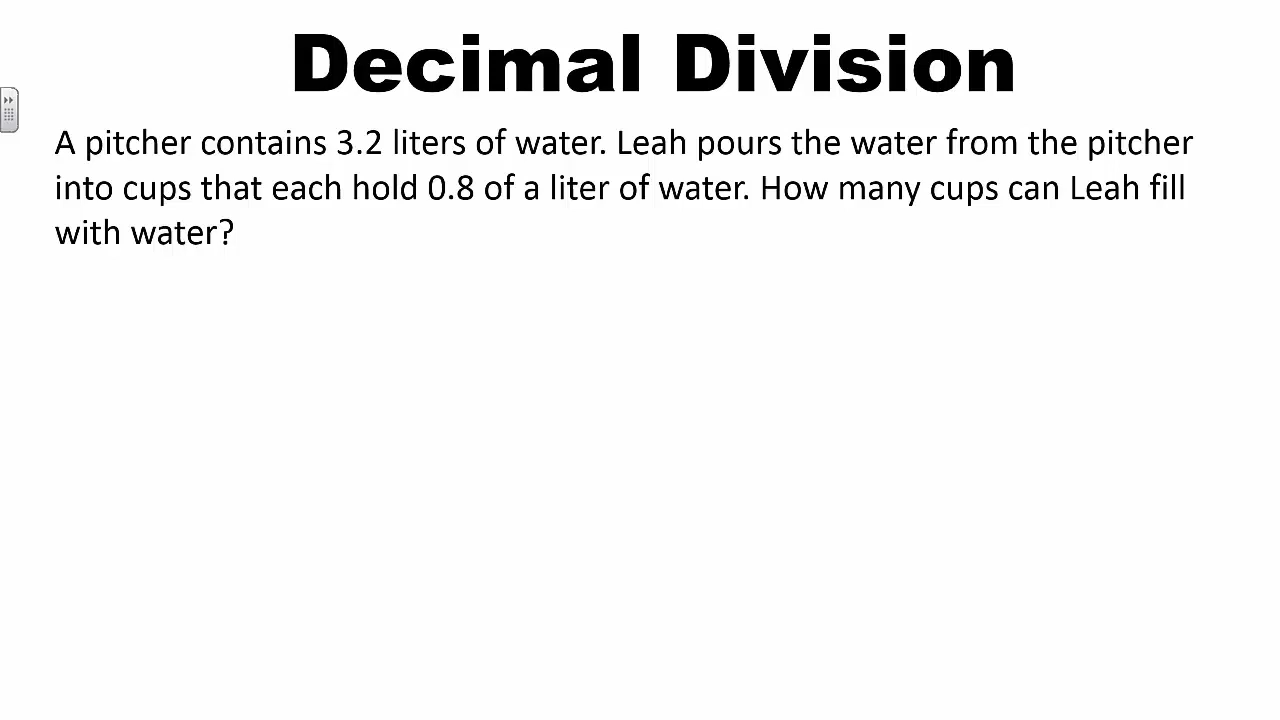 Decimal Division
A pitcher contains 3.2 liters of water. Leah pours the water from the pitcher
into cups that each hold 0.8 of a liter of water. How many cups can Leah fill
with water?